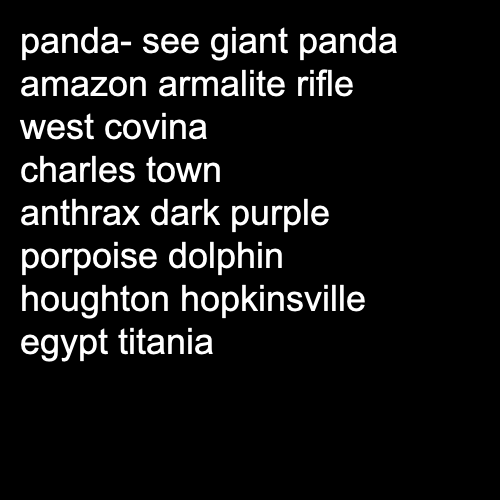 panda- see giant panda
amazon armalite rifle
west covina
charles town
anthrax dark purple
porpoise dolphin
houghton hopkinsville
egypt titania